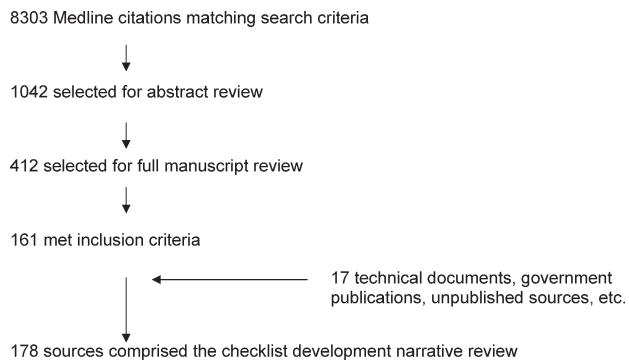 8303 Medline citations matching search criteria
1042 selected for abstract review
412 selected for full manuscript review
161 met inclusion criteria
17 technical documents, government
publications, unpublished sources, etc.
178 sources comprised the checklist development narrative review